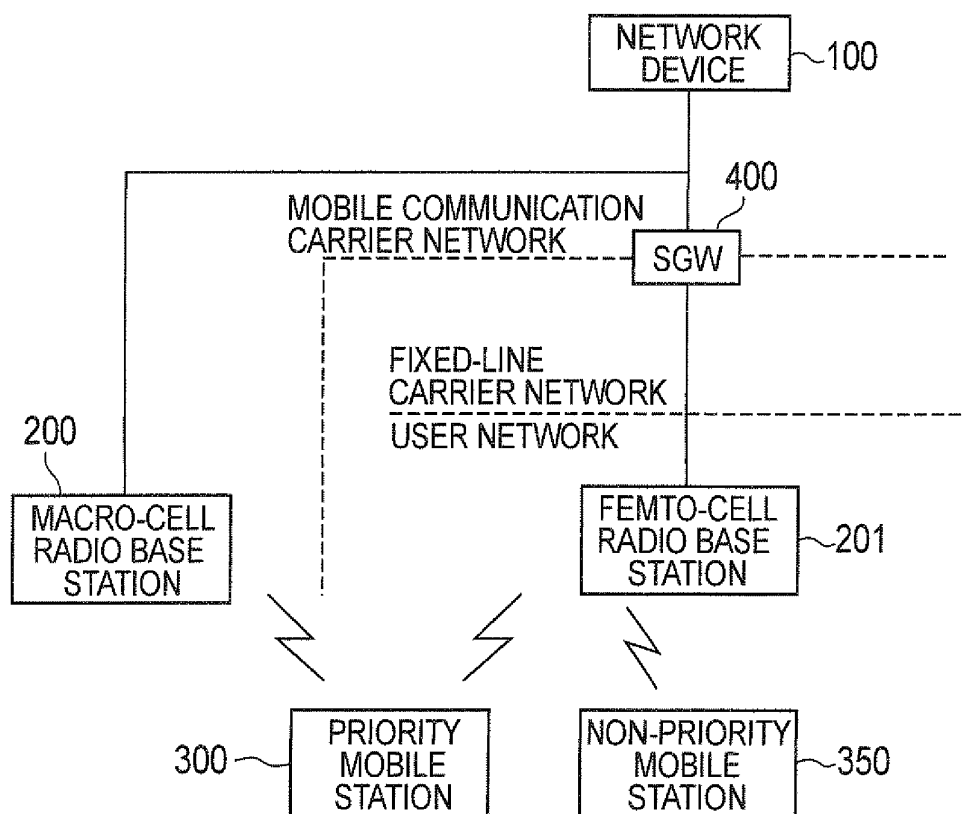 NETWORK
DEVICE
100
400
MOBILE COMMUNICATION
CARRIER NETWORK
SGW
FIXED-LINE
CARRIER NETWORK
USER NETWORK
200
MACRO-CELL
RADIO BASE
STATION
FEMTO-CELL
RADIO BASE
STATION
201
300
PRIORITY
MOBILE
STATION
NON-PRIORITY
MOBILE
STATION
350